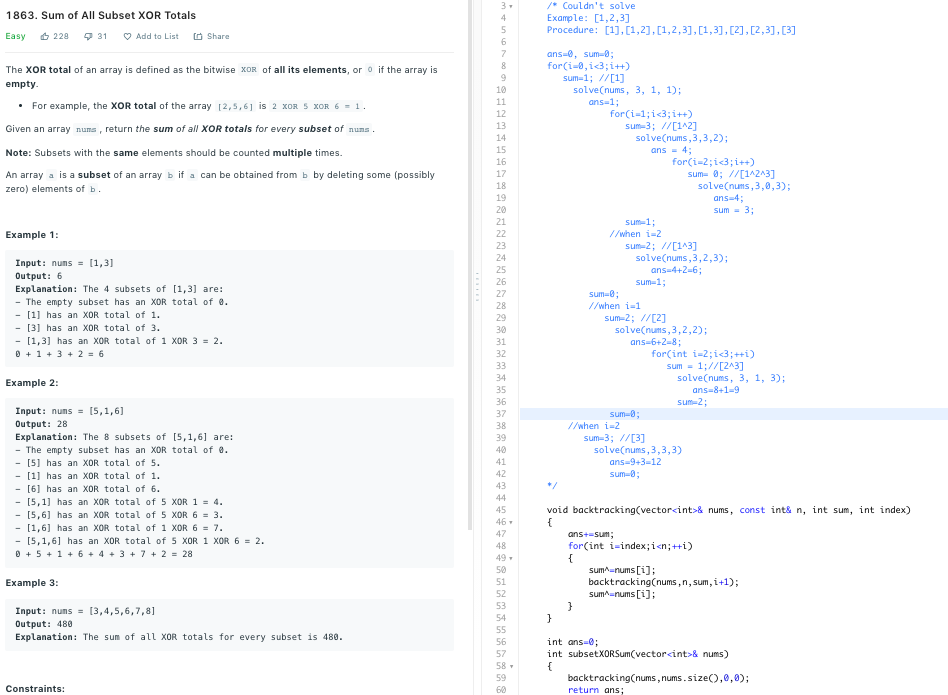 1863. Sum of All Subset XOR Totals
Easy 228 31 Add to List Share
The XOR total of an array is defined as the bitwise XOR of all its elements, or 0 if the array is
empty.
• For example, the XOR total of the array [2,5,6] is 2 XOR 5 XOR 6 = 1.
Given an array nums, return the sum of all XOR totals for every subset of nums.
Note: Subsets with the same elements should be counted multiple times.
An array a is a subset of an array b if a can be obtained from b by deleting some (possibly
zero) elements of b.
Example 1:
Input: nums = [1,3]
Output: 6
Explanation: The 4 subsets of [1,3] are:
- The empty subset has an XOR total of 0.
- [1] has an XOR total of 1.
- [3] has an XOR total of 3.
- [1,3] has an XOR total of 1 XOR 3 = 2.
0 + 1 + 3 + 2 = 6
Example 2:
Input: nums = [5,1,6]
Output: 28
Explanation: The 8 subsets of [5,1,6] are:
- The empty subset has an XOR total of 0.
- [5] has an XOR total of 5.
- [1] has an XOR total of 1.
- [6] has an XOR total of 6.
- [5,1] has an XOR total of 5 XOR 1 = 4.
- [5,6] has an XOR total of 5 XOR 6 = 3.
- [1,6] has an XOR total of 1 XOR 6 = 7.
- [5,1,6] has an XOR total of 5 XOR 1 XOR 6 = 2.
0 + 5 + 1 + 6 + 4 + 3 + 7 + 2 = 28
Example 3:
Input: nums = [3,4,5,6,7,8]
Output: 480
Explanation: The sum of all XOR totals for every subset is 480.
Constraints:
3 /* Couldn't solve
4 Example: [1,2,3]
5 Procedure: [1],[1,2],[1,2,3],[1,3],[2],[2,3],[3]
6
7 ans=0, sum=0;
8 for(i=0,i<3;i++)
9 sum=1; //[1]
10 solve(nums, 3, 1, 1);
11 ans=1;
12 for(i=1;i<3;i++)
13 sum=3; //[1^2]
14 solve(nums,3,3,2);
15 ans = 4;
16 for(i=2;i<3;i++)
17 sum= 0; //[1^2^3]
18 solve(nums,3,0,3);
19 ans=4;
20 sum = 3;
21 sum=1;
22 //when i=2
23 sum=2; //[1^3]
24 solve(nums,3,2,3);
25 ans=4+2=6;
26 sum=1;
27 sum=0;
28 //when i=1
29 sum=2; //[2]
30 solve(nums,3,2,2);
31 ans=6+2=8;
32 for(int i=2;i<3;++i)
33 sum = 1;//[2^3]
34 solve(nums, 3, 1, 3);
35 ans=8+1=9
36 sum=2;
37 sum=0;
38 //when i=2
39 sum=3; //[3]
40 solve(nums,3,3,3)
41 ans=9+3=12
42 sum=0;
43 */
44
45 void backtracking(vector<int>& nums, const int& n, int sum, int index)
46 {
47 ans+=sum;
48 for(int i=index;i<n;++i)
49 {
50 sum^=nums[i];
51 backtracking(nums,n,sum,i+1);
52 sum^=nums[i];
53 }
54 }
55
56 int ans=0;
57 int subsetXORSum(vector<int>& nums)
58 {
59 backtracking(nums,nums.size(),0,0);
60 return ans;